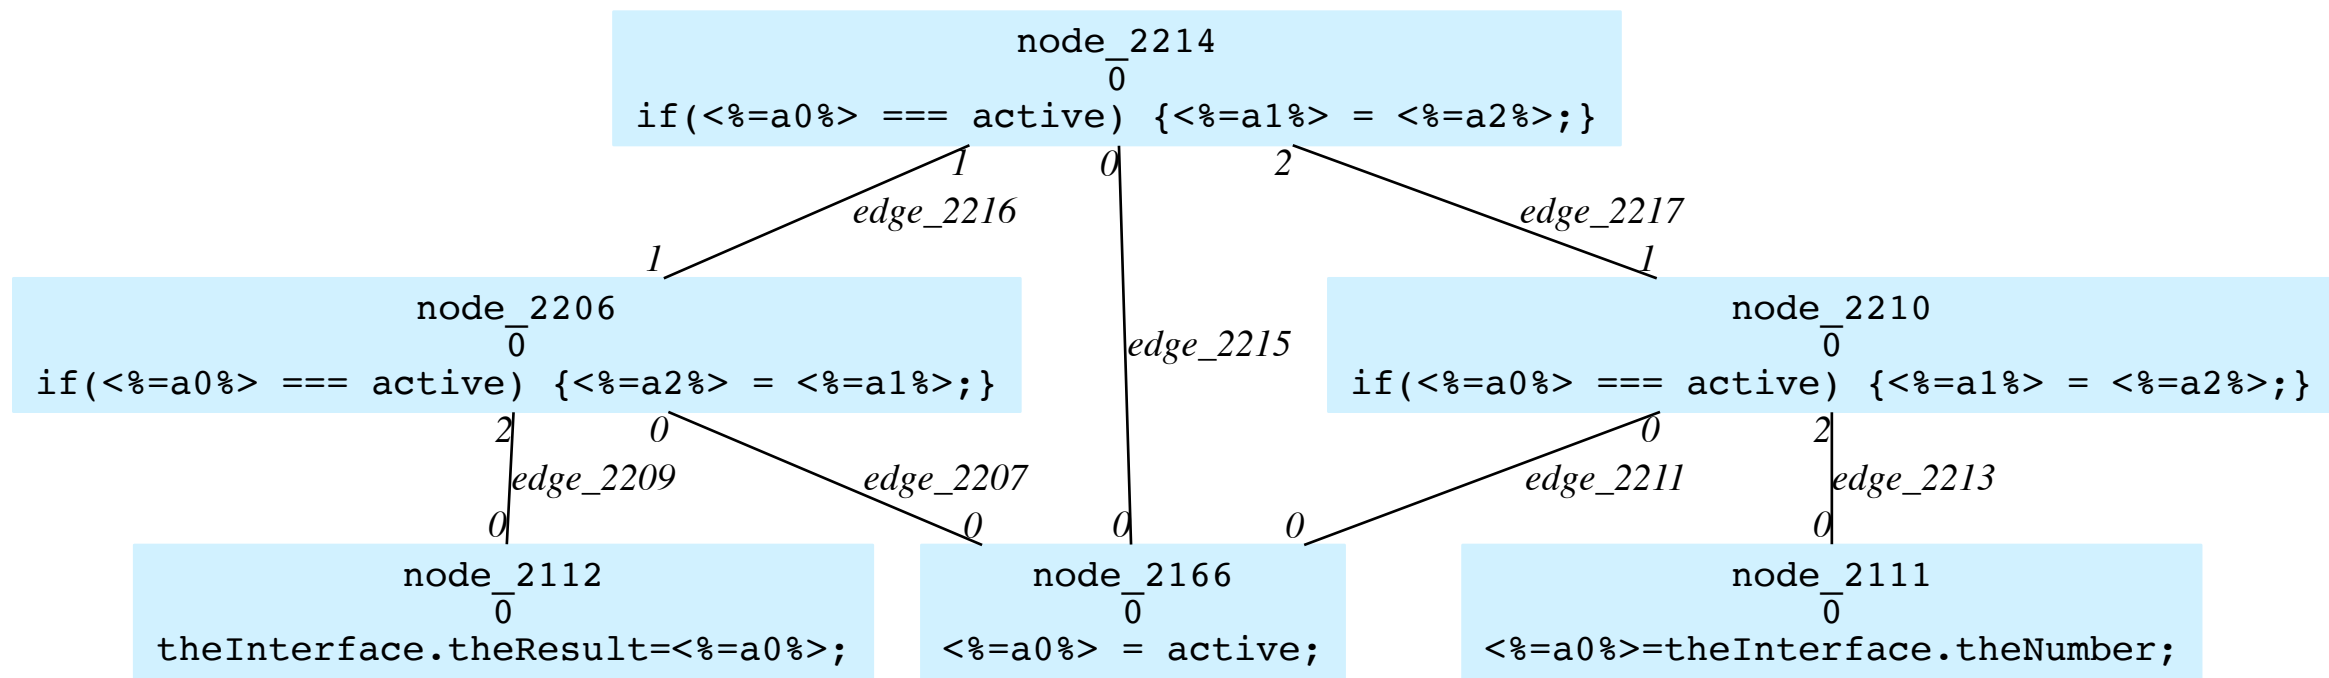 node_2214
0
if(<%=a0%> === active) {<%=a1%> = <%=a2%>;}
1
0
2
edge_2216
edge_2217
1
1
node_2206
0
if(<%=a0%> === active) {<%=a2%> = <%=a1%>;}
edge_2215
node_2210
0
if(<%=a0%> === active) {<%=a1%> = <%=a2%>;}
2
0
0
2
edge_2209
edge_2207
edge_2211
edge_2213
0
0
0
0
0
node_2112
0
theInterface.theResult=<%=a0%>;
node_2166
0
<%=a0%> = active;
node_2111
0
<%=a0%>=theInterface.theNumber;